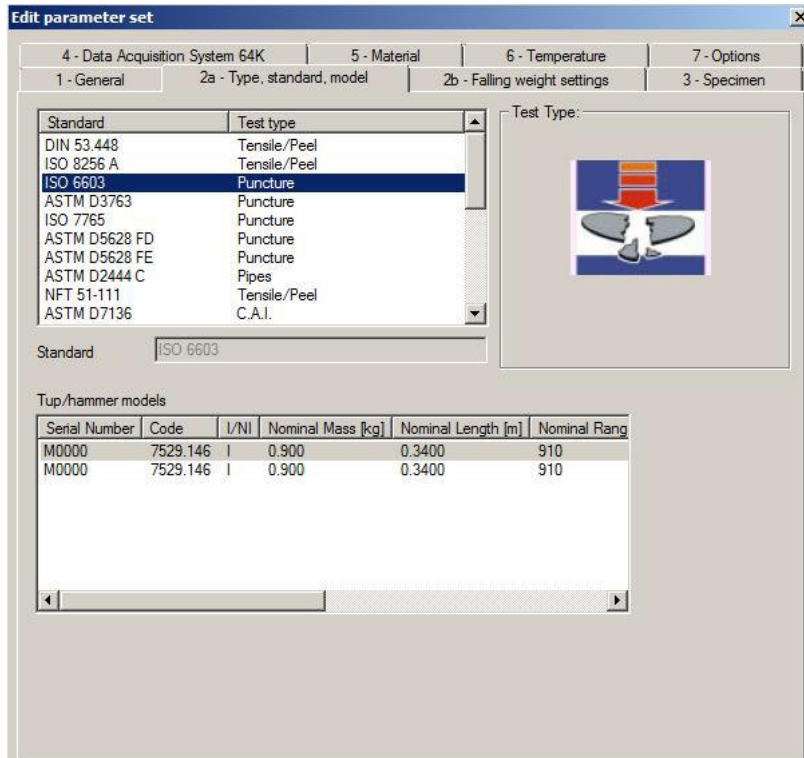 Edit parameter set
4 - Data Acquisition System 64K 5 - Material 6 - Temperature 7 - Options
1 - General 2a - Type, standard, model 2b - Falling weight settings 3 - Specimen
Test Type:
Standard Test type
DIN 53.448 Tensile/Peel
ISO 8256 A Tensile/Peel
ISO 6603 Puncture
ASTM D3763 Puncture
ISO 7765 Puncture
ASTM D5628 FD Puncture
ASTM D5628 FE Puncture
ASTM D2444 C Pipes
NFT 51-111 Tensile/Peel
ASTM D7136 C.A.I.
Standard ISO 6603
Tup/hammer models
Serial Number Code I/NI Nominal Mass [kg] Nominal Length [m] Nominal Rang
M0000 7529.146 I 0.900 0.3400 910
M0000 7529.146 I 0.900 0.3400 910